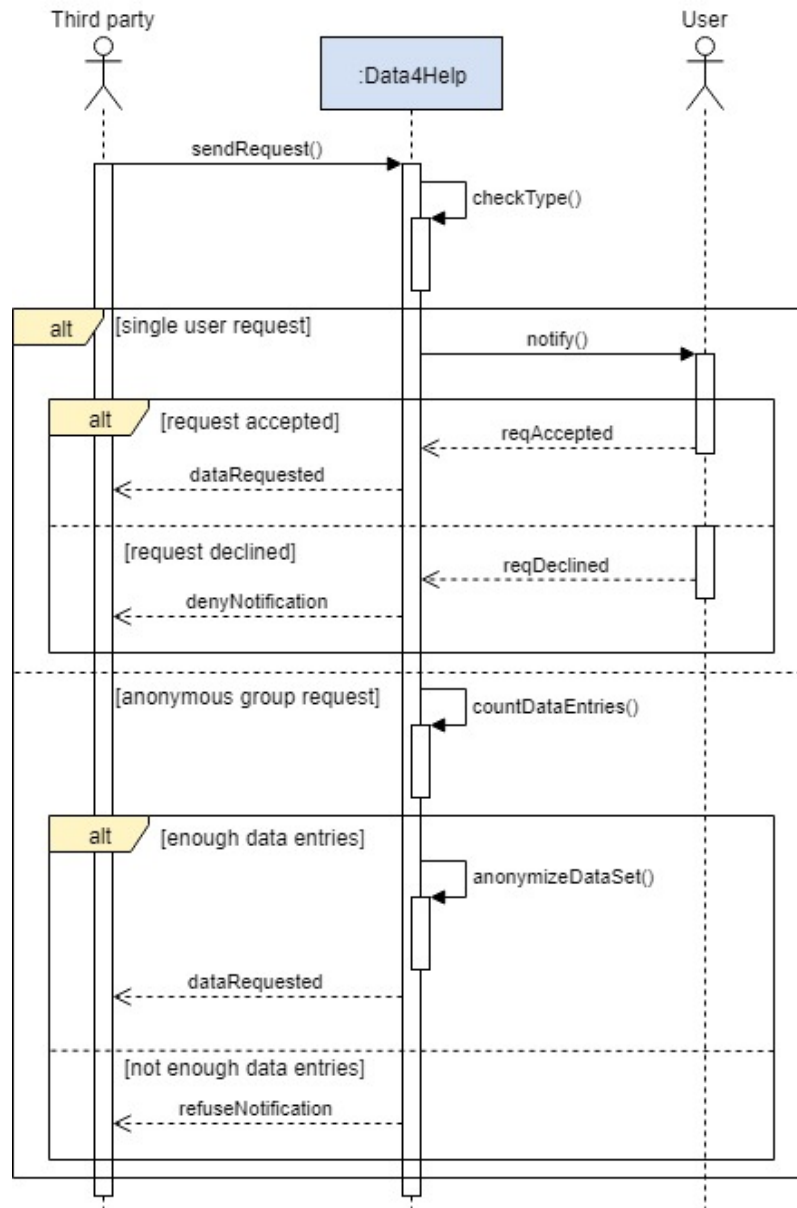 Third party
:Data4Help
User
sendRequest()
checkType()
alt
[single user request]
notify()
alt
[request accepted]
reqAccepted
dataRequested
[request declined]
reqDeclined
denyNotification
[anonymous group request]
countDataEntries()
alt
[enough data entries]
anonymizeDataSet()
dataRequested
[not enough data entries]
refuseNotification